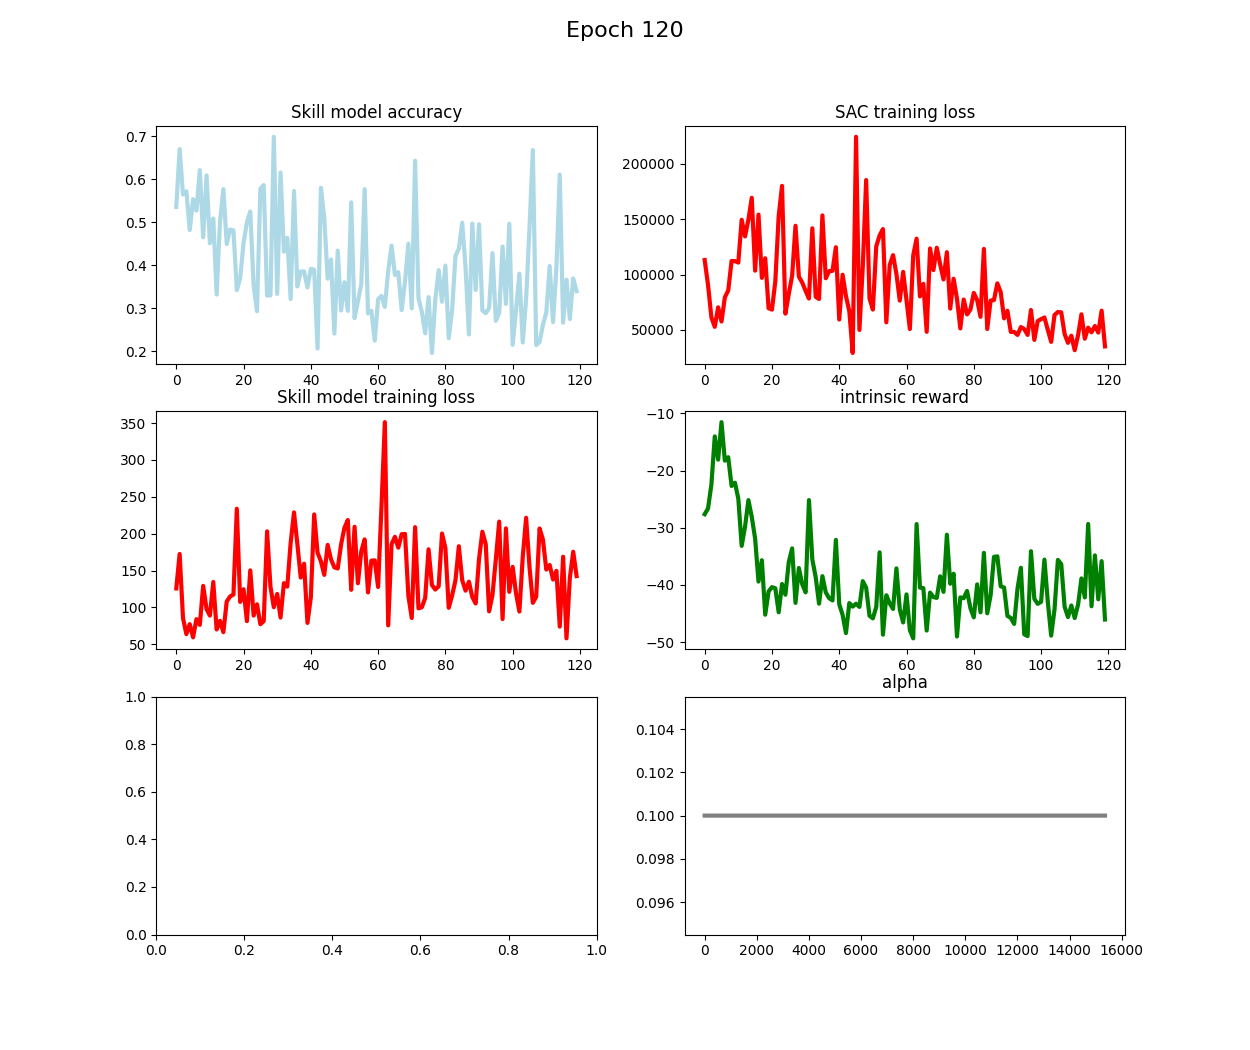 Epoch 120
Skill model accuracy
0.7
0.6
0.5
0.4
0.3
0.2
0 20 40 60 80 100 120
SAC training loss
200000
150000
100000
50000
0 20 40 60 80 100 120
Skill model training loss
350
300
250
200
150
100
50
0 20 40 60 80 100 120
intrinsic reward
−10
−20
−30
−40
−50
0 20 40 60 80 100 120
1.0
0.8
0.6
0.4
0.2
0.0
0.0 0.2 0.4 0.6 0.8 1.0
alpha
0.104
0.102
0.100
0.098
0.096
0 2000 4000 6000 8000 10000 12000 14000 16000